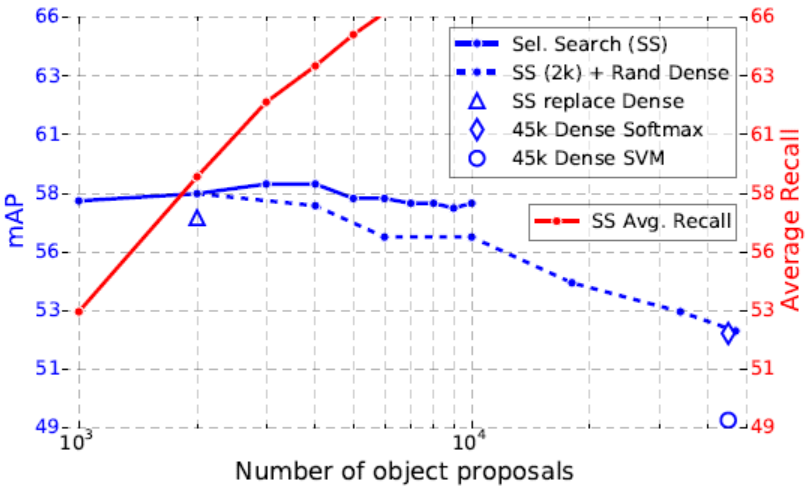 66
63
61
58
56
53
51
49
mAP
66
63
61
58
56
53
51
49
Average Recall
Sel. Search (SS)
SS (2k) + Rand Dense
SS replace Dense
45k Dense Softmax
45k Dense SVM
SS Avg. Recall
10³
10⁴
Number of object proposals